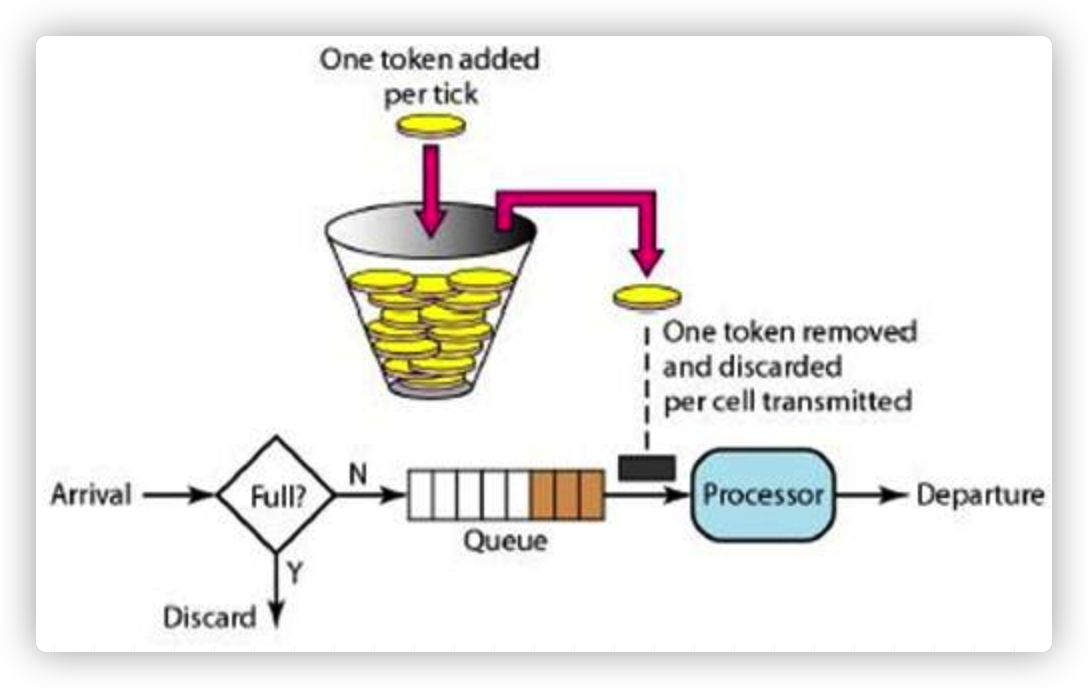 One token added
per tick
One token removed
and discarded
per cell transmitted
Arrival
Full?
N
Queue
Processor
Departure
Y
Discard